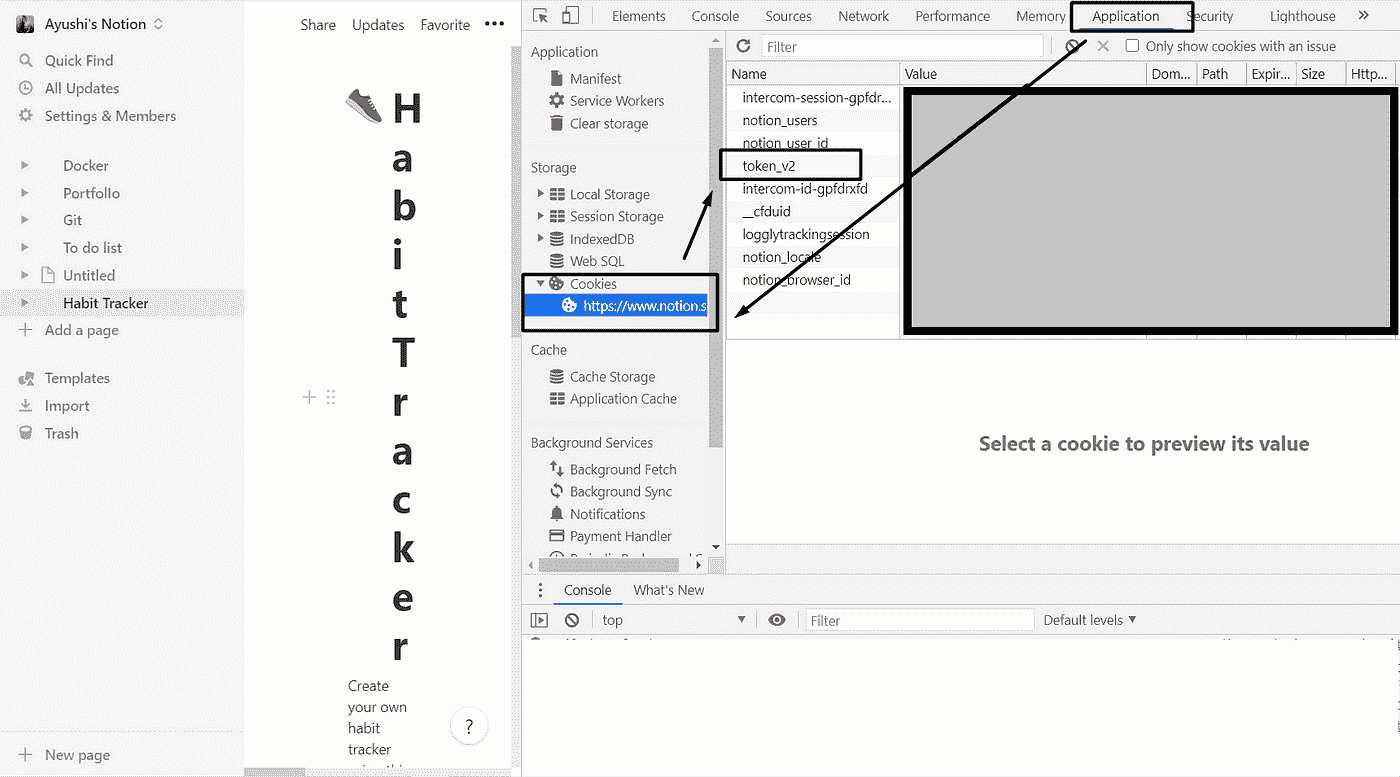 Ayushi's Notion
Quick Find
All Updates
Settings & Members
Docker
Portfolio
Git
To do list
Untitled
Habit Tracker
Add a page
Templates
Import
Trash
New page
Share Updates Favorite •••
H
a
b
i
t
T
r
a
c
k
e
r
Create
your own
habit
tracker
?
Elements Console Sources Network Performance Memory Application Security Lighthouse »
Application
Manifest
Service Workers
Clear storage
Storage
Local Storage
Session Storage
IndexedDB
Web SQL
Cookies
https://www.notion.s
Cache
Cache Storage
Application Cache
Background Services
Background Fetch
Background Sync
Notifications
Payment Handler
Filter
Only show cookies with an issue
Name Value Dom... Path Expir... Size Http...
intercom-session-gpfdr...
notion_users
notion_user_id
token_v2
intercom-id-gpfdrxfd
__cfduid
logglytrackingsession
notion_locale
notion_browser_id
Select a cookie to preview its value
Console What's New
top Filter Default levels